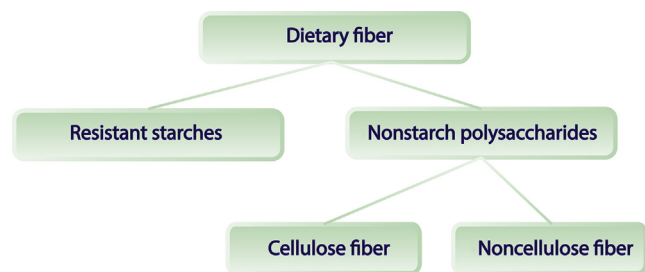 Dietary fiber
Resistant starches
Nonstarch polysaccharides
Cellulose fiber
Noncellulose fiber